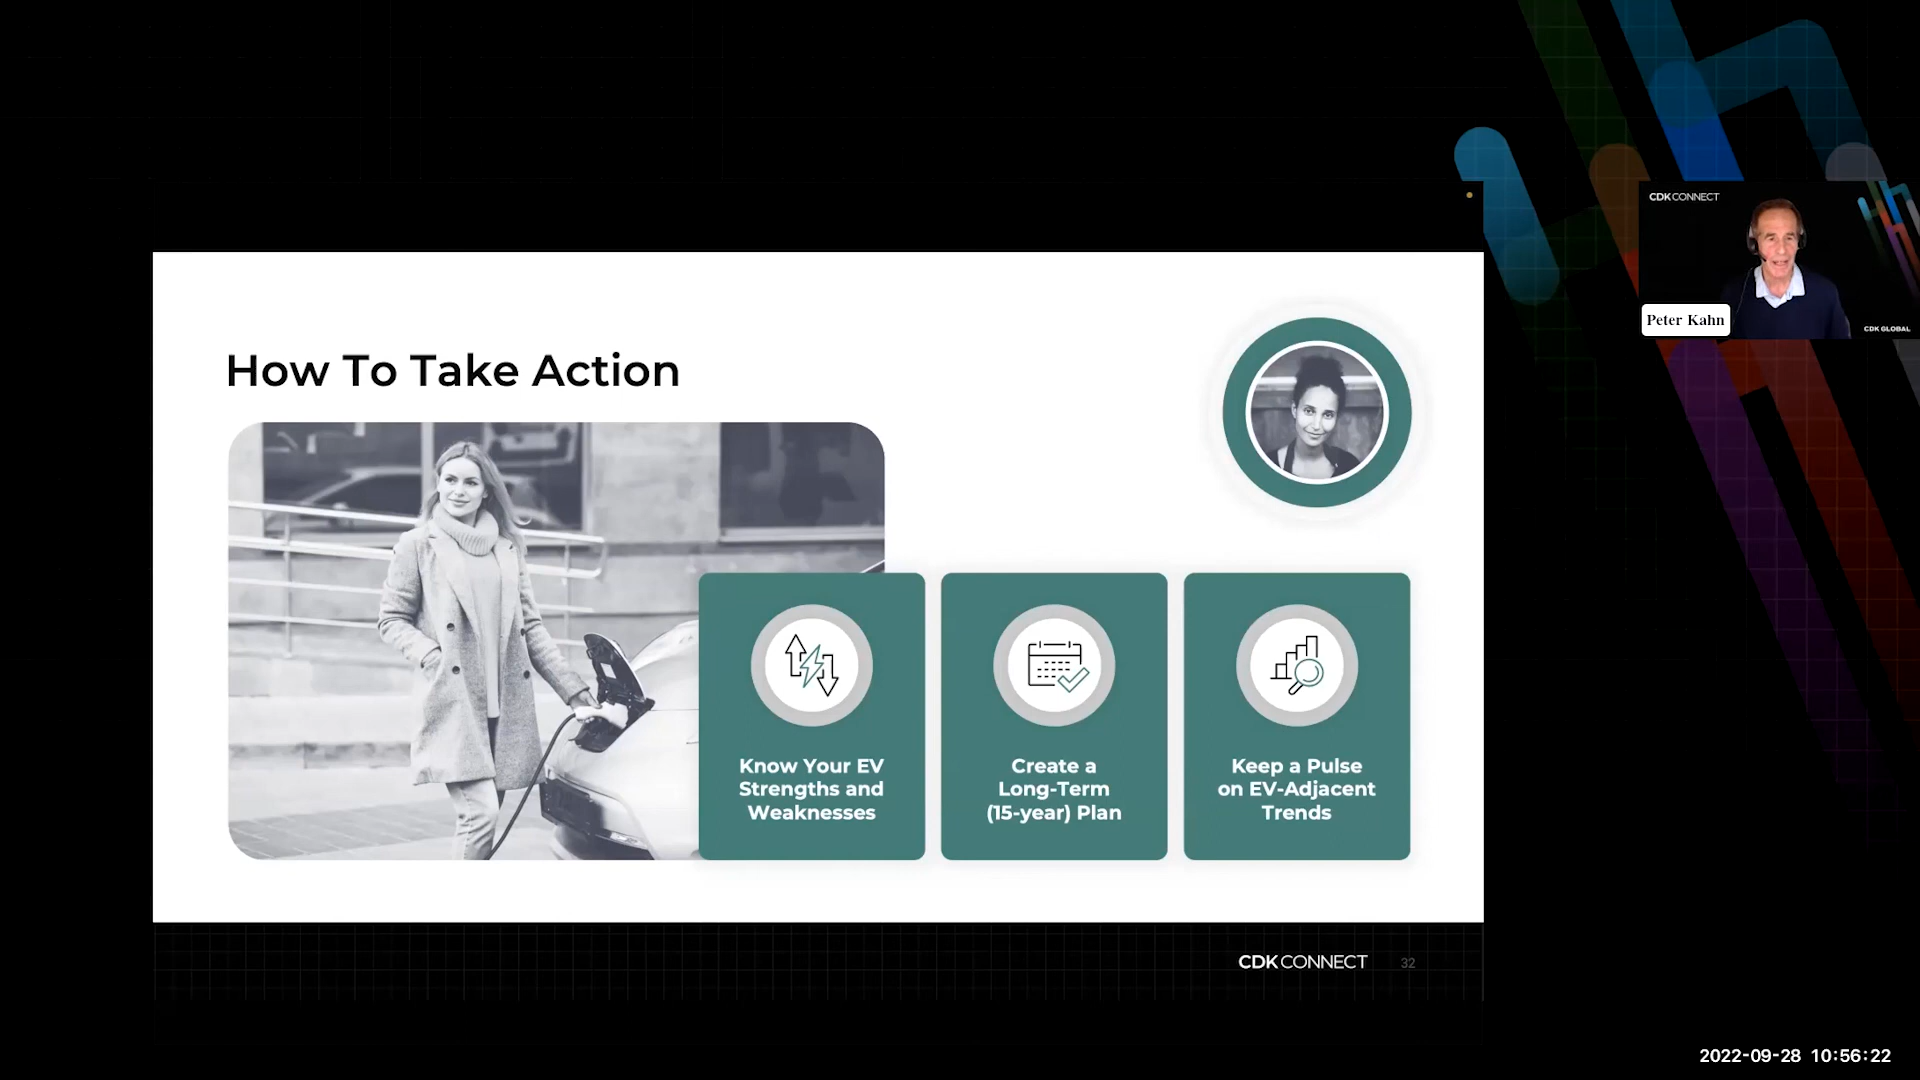 CDK CONNECT
Peter Kahn
CDK GLOBAL
How To Take Action
Know Your EV
Strengths and
Weaknesses
Create a
Long-Term
(15-year) Plan
Keep a Pulse
on EV-Adjacent
Trends
CDK CONNECT
32
2022-09-28 10:56:22